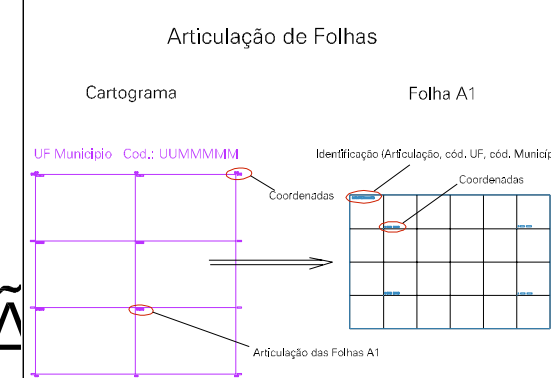 Articulação de Folhas
Cartograma
Folha A1
UF Municipio Cod.: UUMMMMM
Identificação (Articulação, cód. UF, cód. Municíp
Coordenadas
Coordenadas
Articulação das Folhas A1
Ã